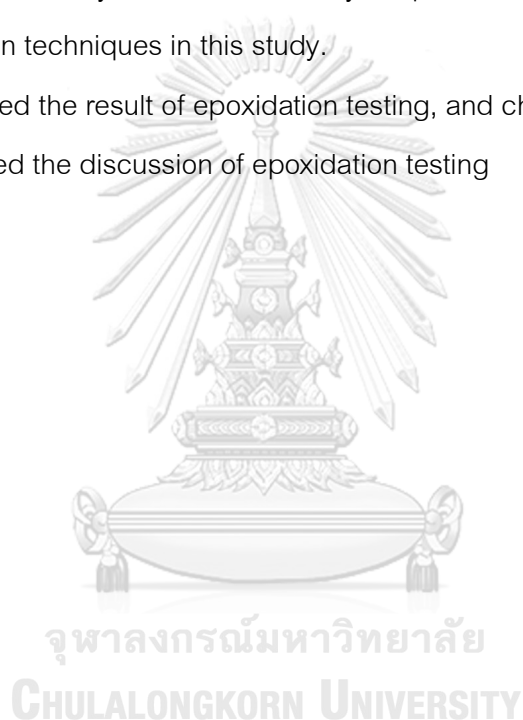 n techniques in this study.
ed the result of epoxidation testing, and ch
ed the discussion of epoxidation testing
จุฬาลงกรณ์มหาวิทยาลัย
CHULALONGKORN UNIVERSITY